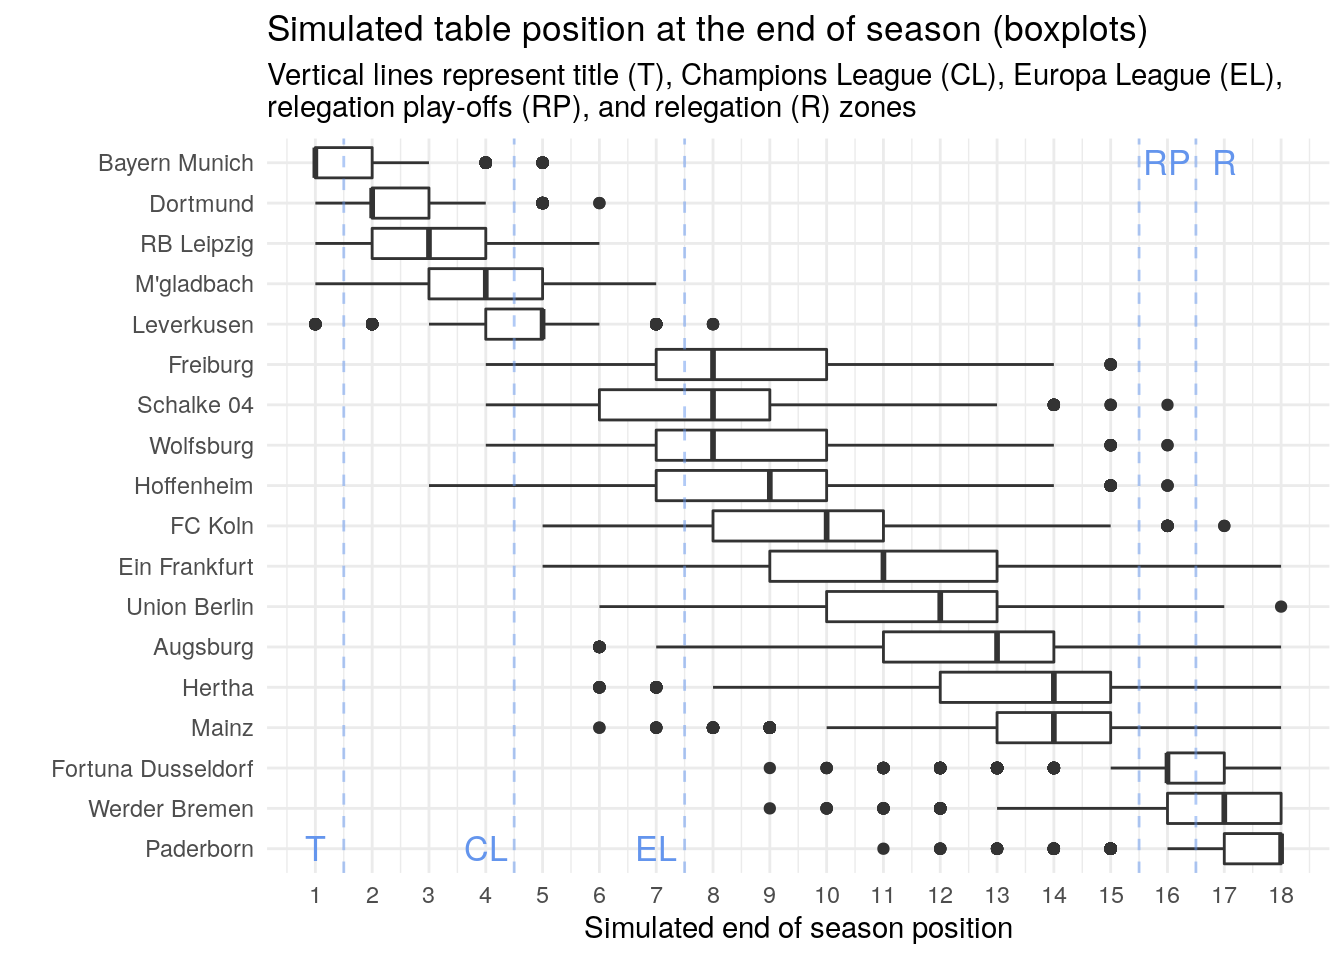 Simulated table position at the end of season (boxplots)
Vertical lines represent title (T), Champions League (CL), Europa League (EL),
relegation play-offs (RP), and relegation (R) zones
Bayern Munich RP R
Dortmund
RB Leipzig
M'gladbach
Leverkusen
Freiburg
Schalke 04
Wolfsburg
Hoffenheim
FC Koln
Ein Frankfurt
Union Berlin
Augsburg
Hertha
Mainz
Fortuna Dusseldorf
Werder Bremen
Paderborn T CL EL
1 2 3 4 5 6 7 8 9 10 11 12 13 14 15 16 17 18
Simulated end of season position